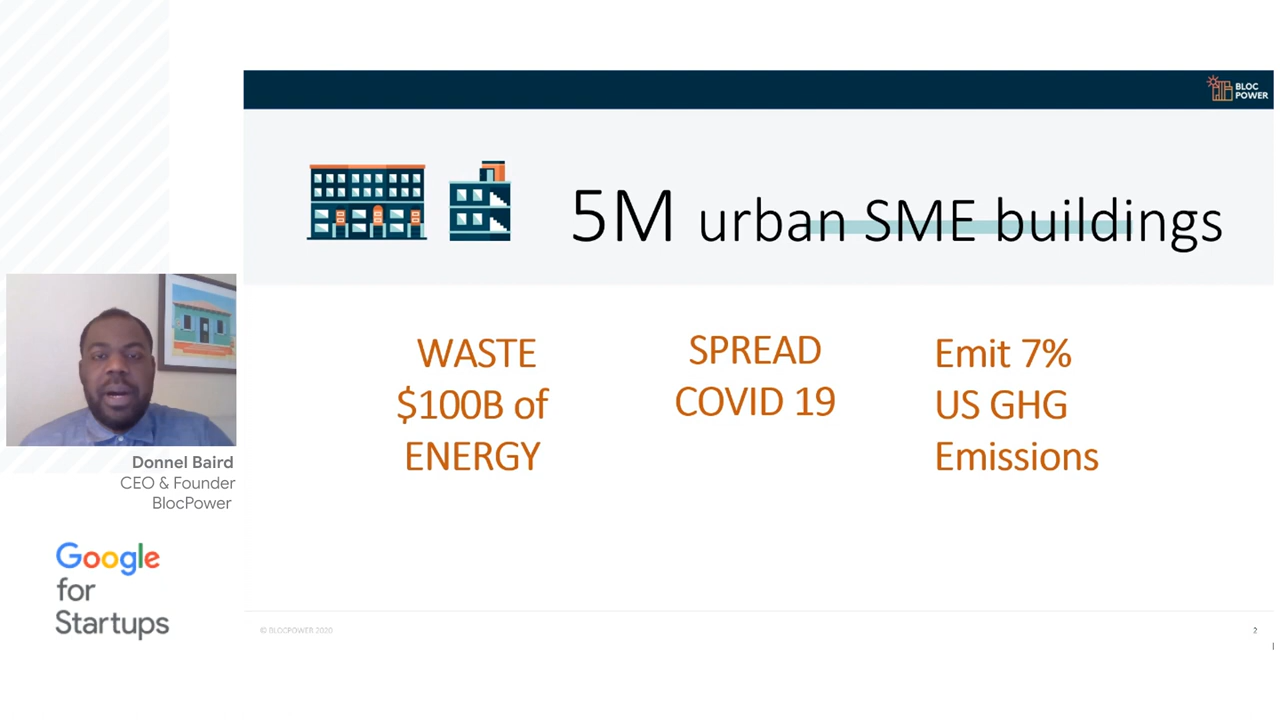 BLOC
POWER
5M urban SME buildings
WASTE
$100B of
ENERGY
SPREAD
COVID 19
Emit 7%
US GHG
Emissions
Donnel Baird
CEO & Founder
BlocPower
Google
for
Startups
© BLOCPOWER 2020
2